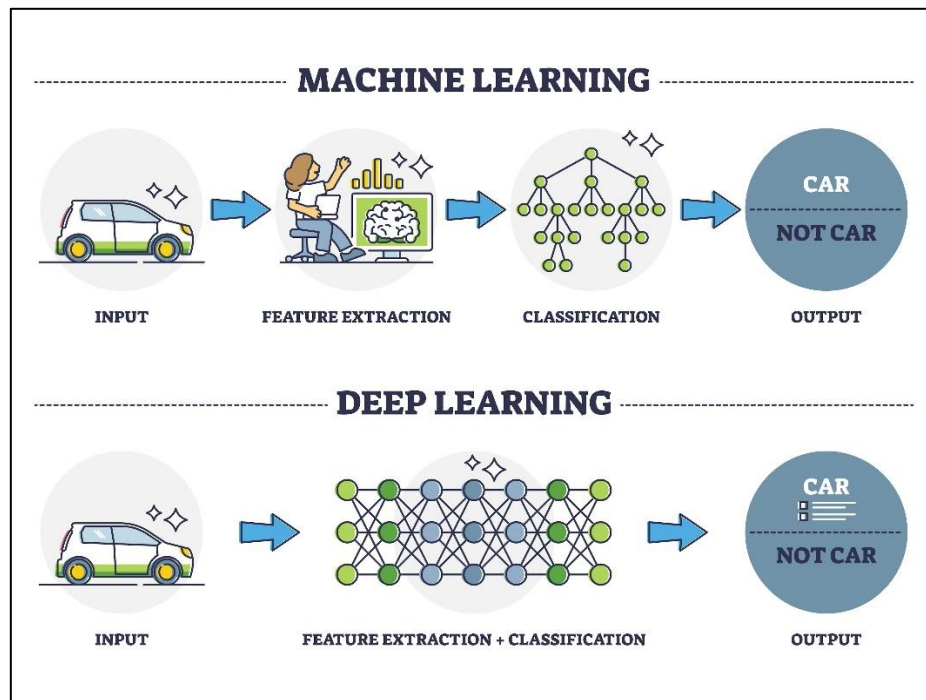 MACHINE LEARNING
CAR
NOT CAR
INPUT
FEATURE EXTRACTION
CLASSIFICATION
OUTPUT
DEEP LEARNING
CAR
NOT CAR
INPUT
FEATURE EXTRACTION + CLASSIFICATION
OUTPUT